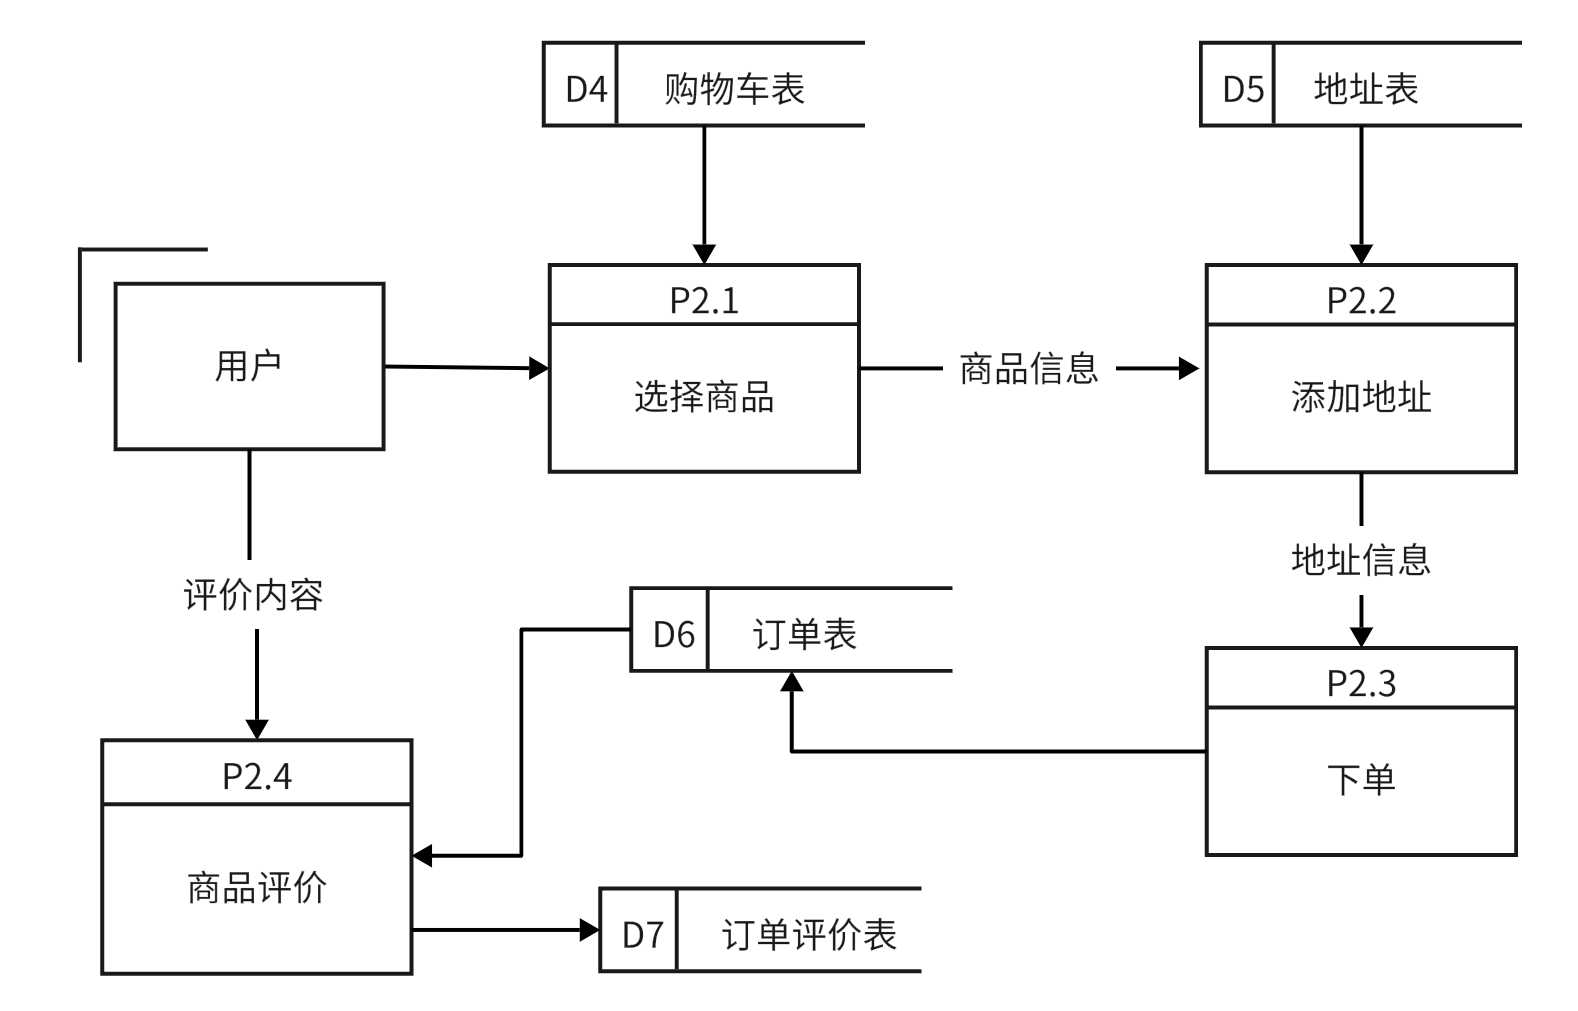 D4 购物车表
D5 地址表
用户
P2.1
选择商品
商品信息
P2.2
添加地址
地址信息
评价内容
D6 订单表
P2.3
下单
P2.4
商品评价
D7 订单评价表